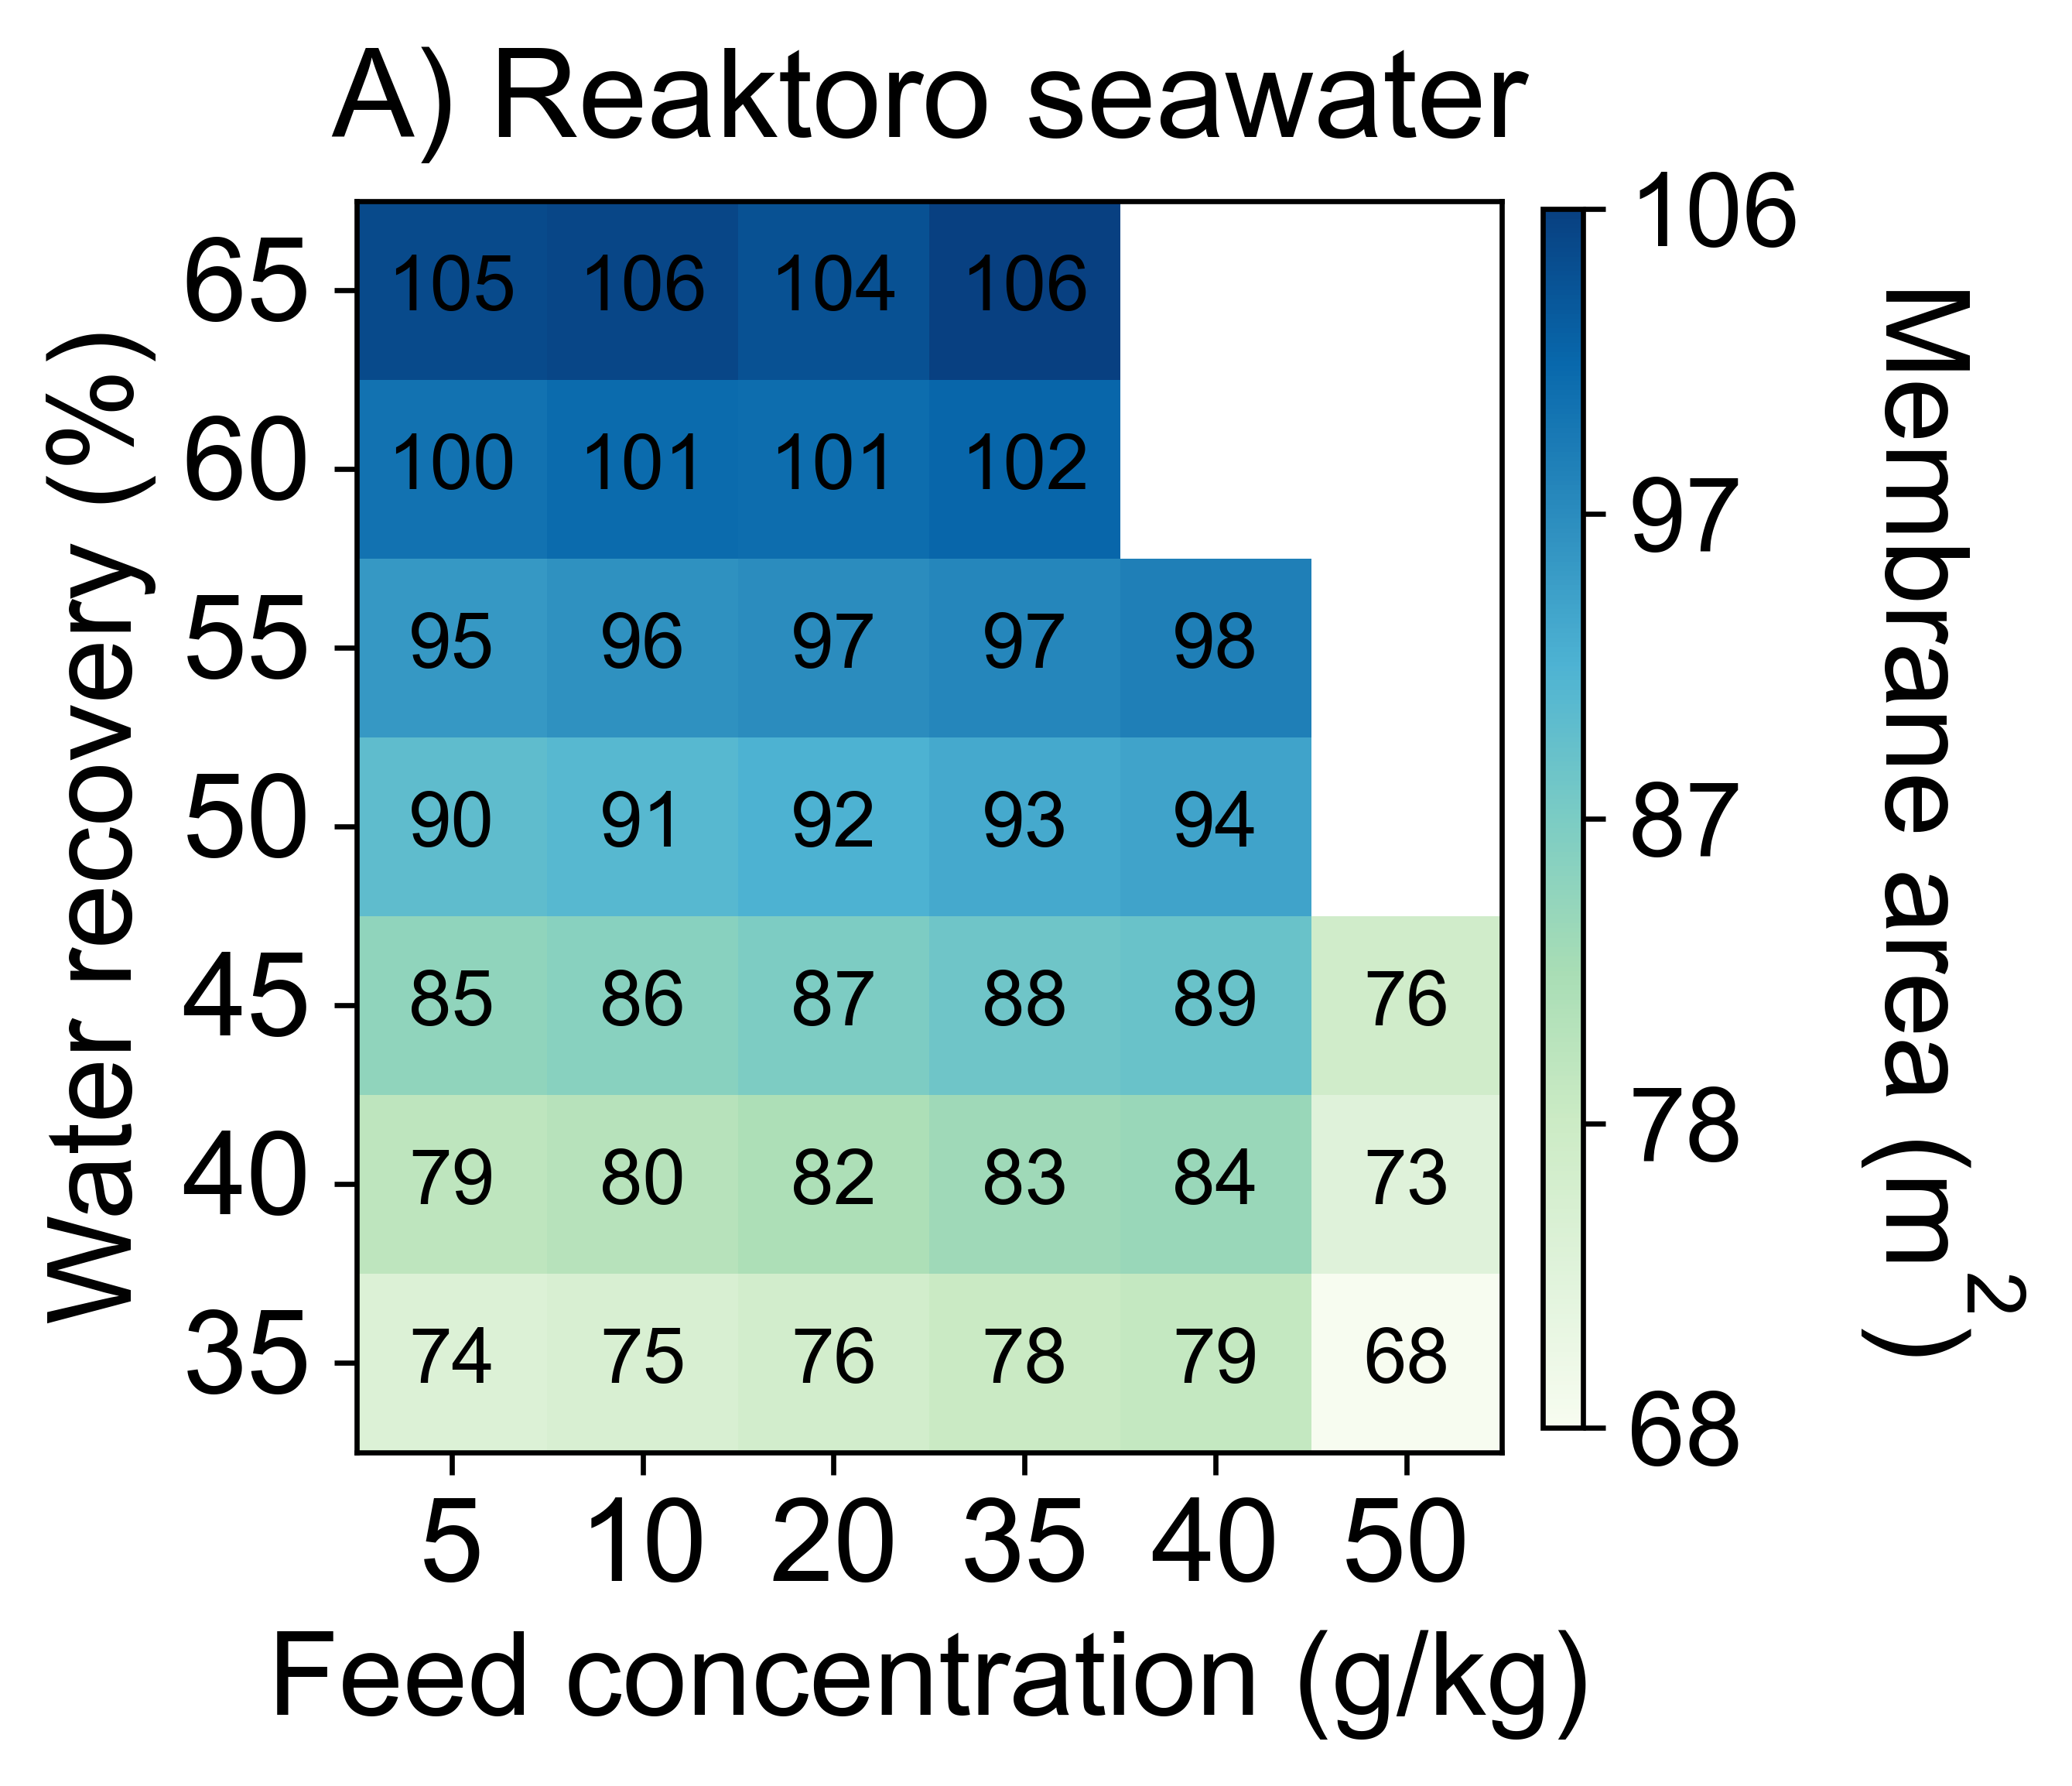 A) Reaktoro seawater
Water recovery (%)
65 105 106 104 106
60 100 101 101 102
55 95 96 97 97 98
50 90 91 92 93 94
45 85 86 87 88 89 76
40 79 80 82 83 84 73
35 74 75 76 78 79 68
5 10 20 35 40 50
Feed concentration (g/kg)
106
97
87
78
68
Membrane area (m²)